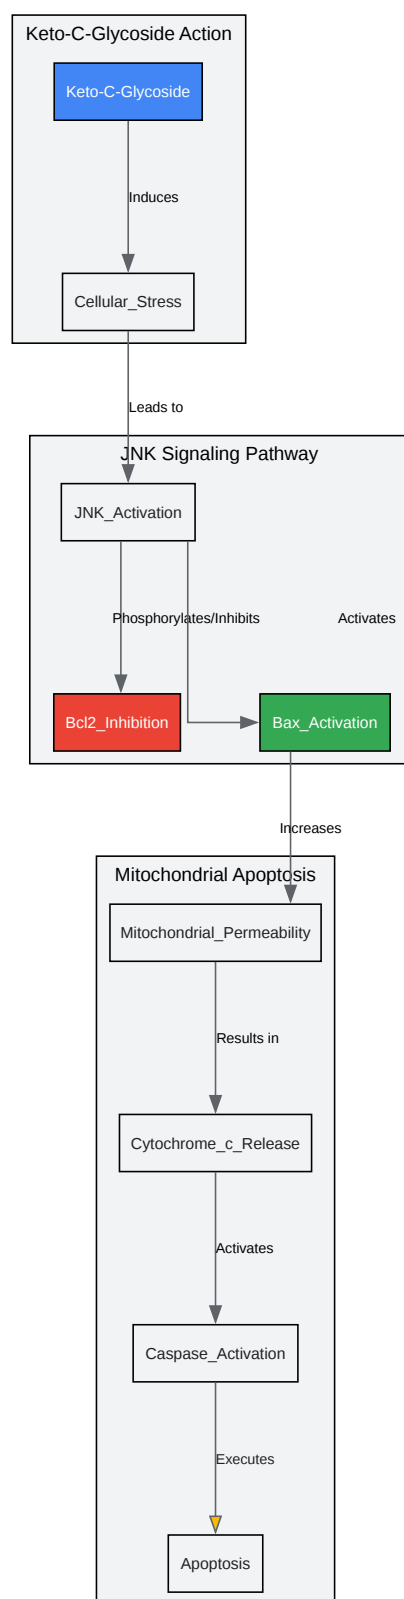 Keto-C-Glycoside Action
Keto-C-Glycoside
Induces
Cellular_Stress
Leads to
JNK Signaling Pathway
JNK_Activation
Phosphorylates/Inhibits
Activates
Bcl2_Inhibition
Bax_Activation
Increases
Mitochondrial Apoptosis
Mitochondrial_Permeability
Results in
Cytochrome_c_Release
Activates
Caspase_Activation
Executes
Apoptosis